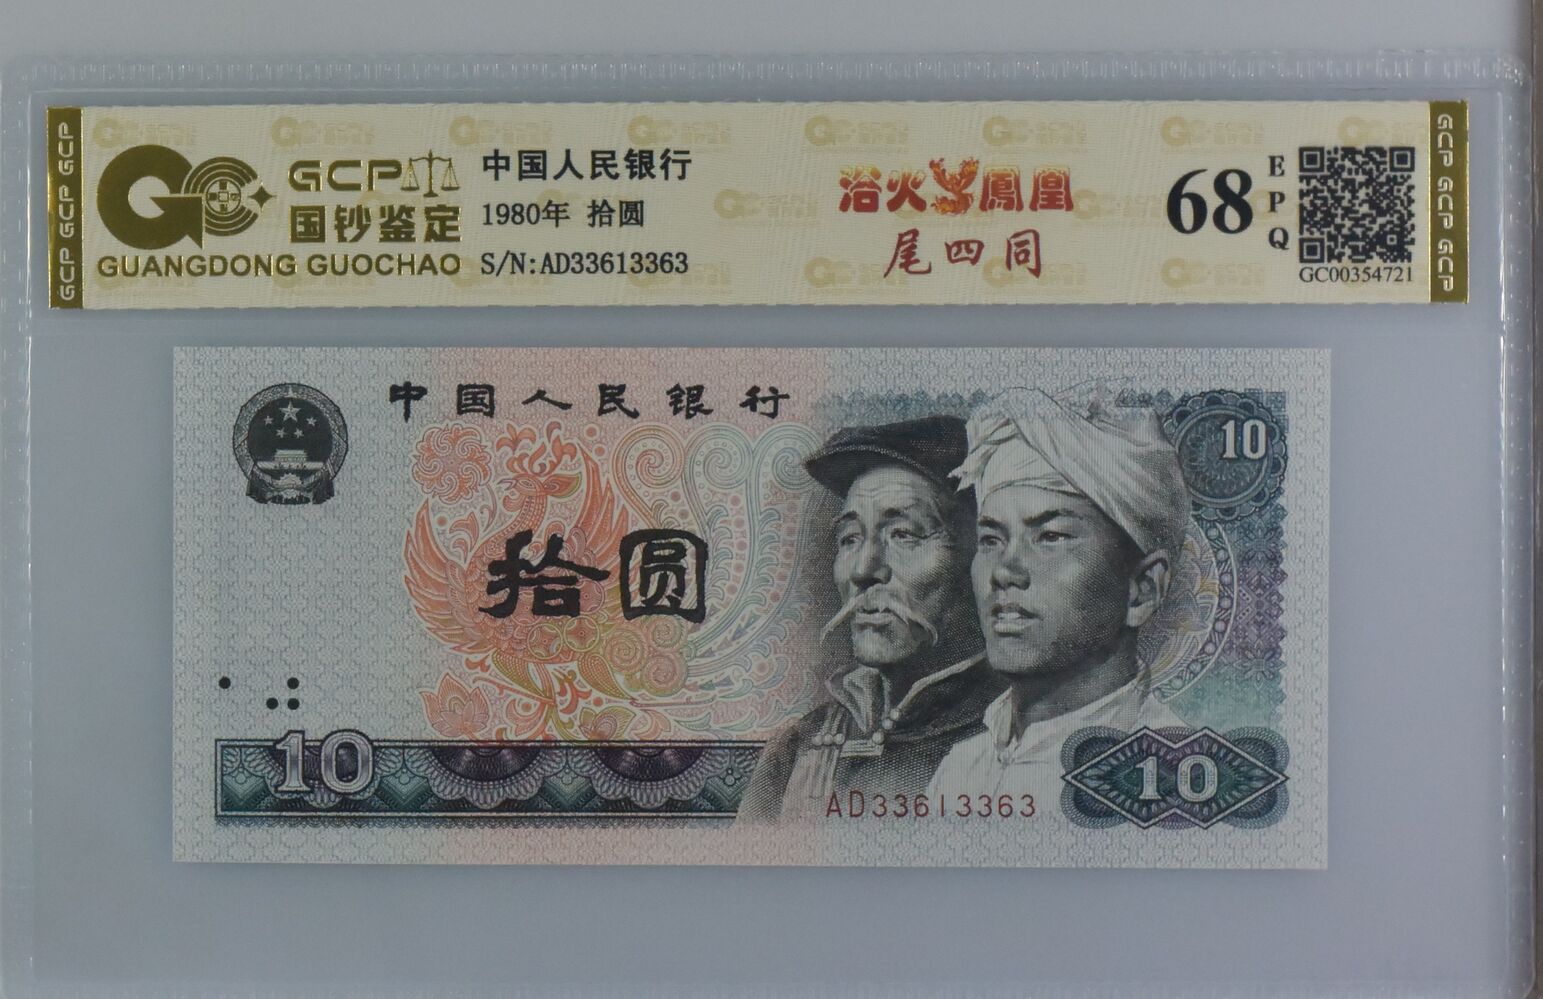 GCP GCP GCP
GCP
国钞鉴定
GUANGDONG GUOCHAO
中国人民银行
1980年 拾圆
S/N:AD33613363
浴火鳳凰
尾四同
68
EPQ
GC00354721
GCP GCP GCP
中国人民银行
10
拾圆
10
AD33613363
10